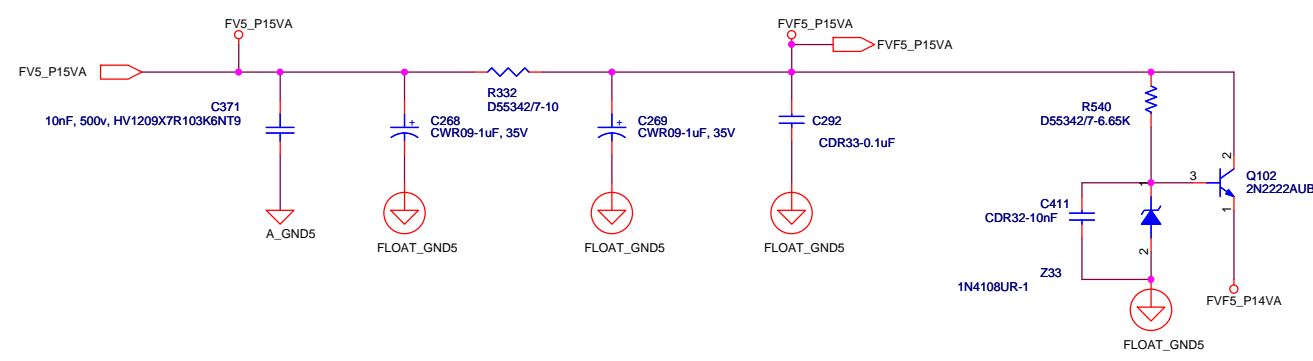 FV5_P15VA
FVF5_P15VA
FVF5_P15VA
FV5_P15VA
R332
D55342/7-10
C371
10nF, 500v, HV1209X7R103K6NT9
C268
CWR09-1uF, 35V
C269
CWR09-1uF, 35V
C292
CDR33-0.1uF
R540
D55342/7-6.65K
2
3
1
Q102
2N2222AUB
1
C411
CDR32-10nF
2
A_GND5
FLOAT_GND5
FLOAT_GND5
FLOAT_GND5
Z33
1N4108UR-1
FVF5_P14VA
FLOAT_GND5